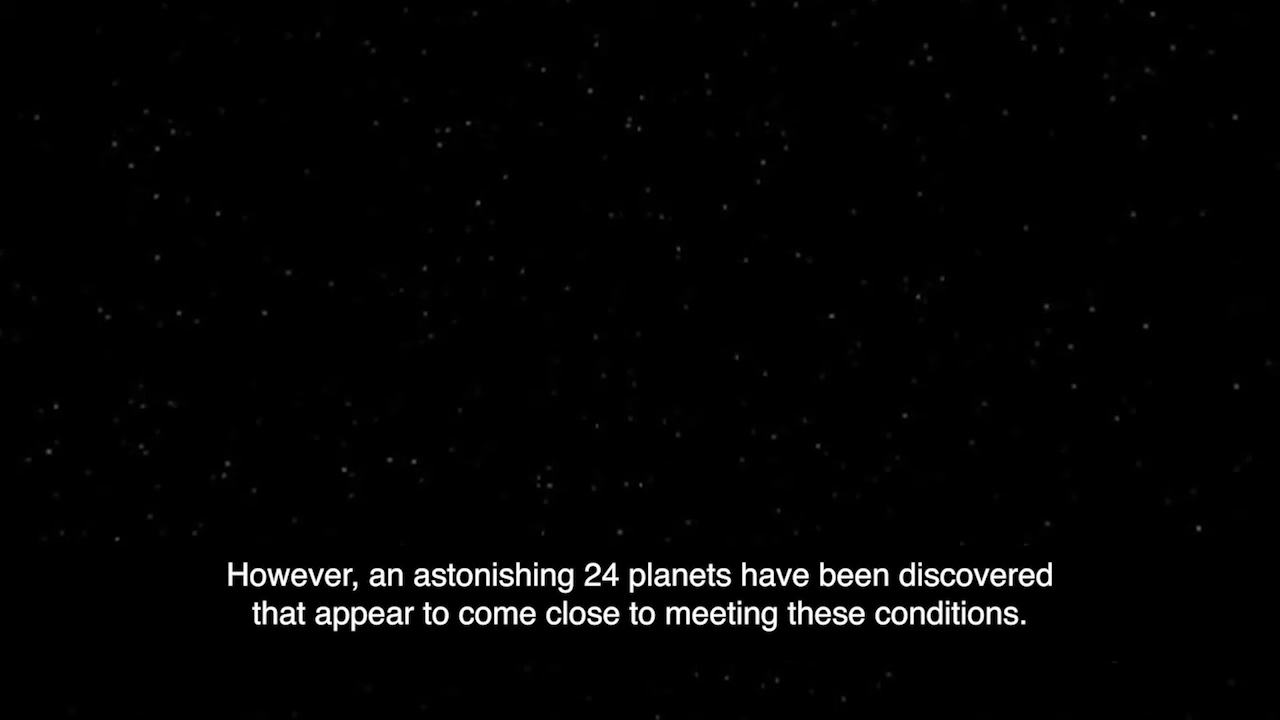 However, an astonishing 24 planets have been discovered
that appear to come close to meeting these conditions.